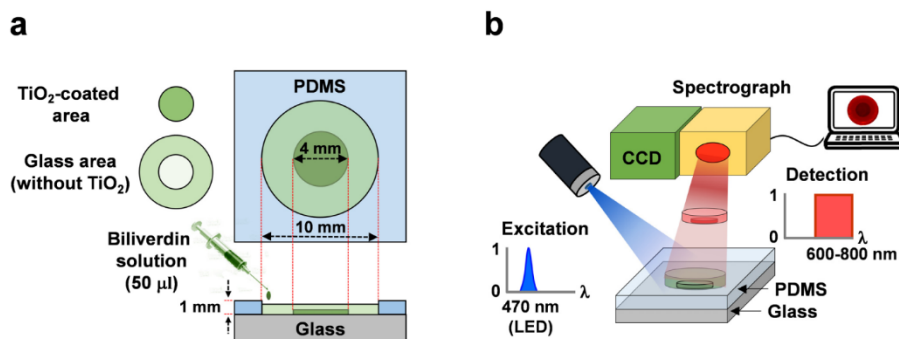 a
TiO₂-coated
area
Glass area
(without TiO₂)
Biliverdin
solution
(50 µl)
PDMS
4 mm
10 mm
1 mm
Glass
b
Spectrograph
CCD
Excitation
1
0
λ
470 nm
(LED)
Detection
1
0
λ
600-800 nm
PDMS
Glass